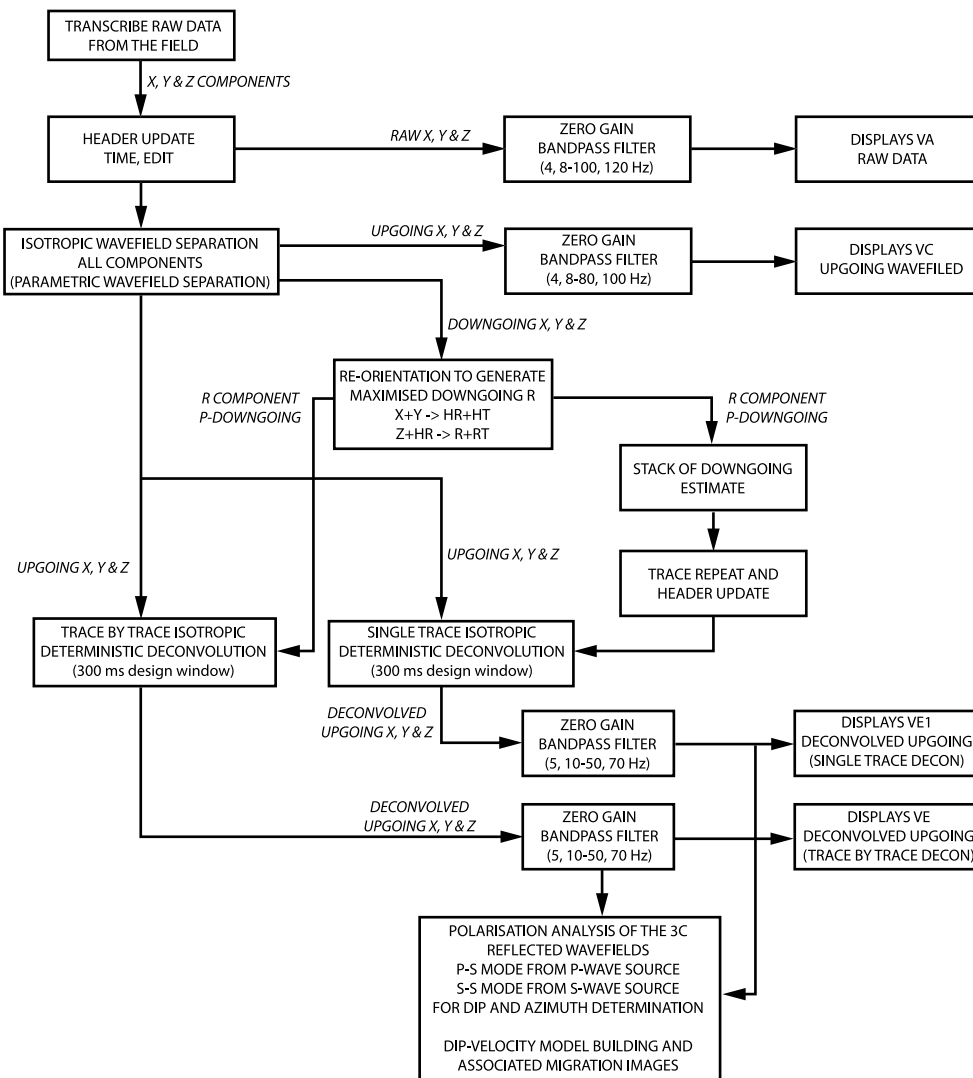 TRANSCRIBE RAW DATA
FROM THE FIELD
X, Y & Z COMPONENTS
HEADER UPDATE
TIME, EDIT
RAW X, Y & Z
ZERO GAIN
BANDPASS FILTER
(4, 8-100, 120 Hz)
DISPLAYS VA
RAW DATA
ISOTROPIC WAVEFIELD SEPARATION
ALL COMPONENTS
(PARAMETRIC WAVEFIELD SEPARATION)
UPGOING X, Y & Z
ZERO GAIN
BANDPASS FILTER
(4, 8-80, 100 Hz)
DISPLAYS VC
UPGOING WAVEFILED
DOWNGOING X, Y & Z
RE-ORIENTATION TO GENERATE
MAXIMISED DOWNGOING R
X+Y -> HR+HT
Z+HR -> R+RT
R COMPONENT
P-DOWNGOING
R COMPONENT
P-DOWNGOING
STACK OF DOWNGOING
ESTIMATE
TRACE REPEAT AND
HEADER UPDATE
UPGOING X, Y & Z
UPGOING X, Y & Z
TRACE BY TRACE ISOTROPIC
DETERMINISTIC DECONVOLUTION
(300 ms design window)
SINGLE TRACE ISOTROPIC
DETERMINISTIC DECONVOLUTION
(300 ms design window)
DECONVOLVED
UPGOING X, Y & Z
ZERO GAIN
BANDPASS FILTER
(5, 10-50, 70 Hz)
DISPLAYS VE1
DECONVOLVED UPGOING
(SINGLE TRACE DECON)
DECONVOLVED
UPGOING X, Y & Z
ZERO GAIN
BANDPASS FILTER
(5, 10-50, 70 Hz)
DISPLAYS VE
DECONVOLVED UPGOING
(TRACE BY TRACE DECON)
POLARISATION ANALYSIS OF THE 3C
REFLECTED WAVEFIELDS
P-S MODE FROM P-WAVE SOURCE
S-S MODE FROM S-WAVE SOURCE
FOR DIP AND AZIMUTH DETERMINATION
DIP-VELOCITY MODEL BUILDING AND
ASSOCIATED MIGRATION IMAGES